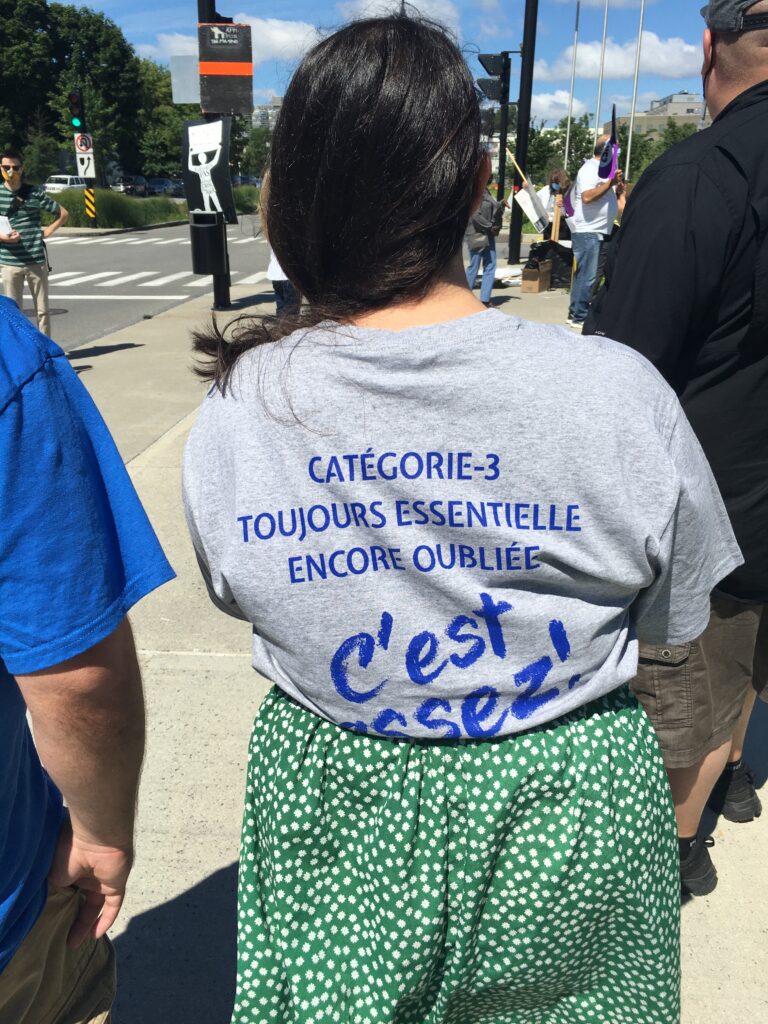 CATÉGORIE-3
TOUJOURS ESSENTIELLE
ENCORE OUBLIÉE
c'est
assez!